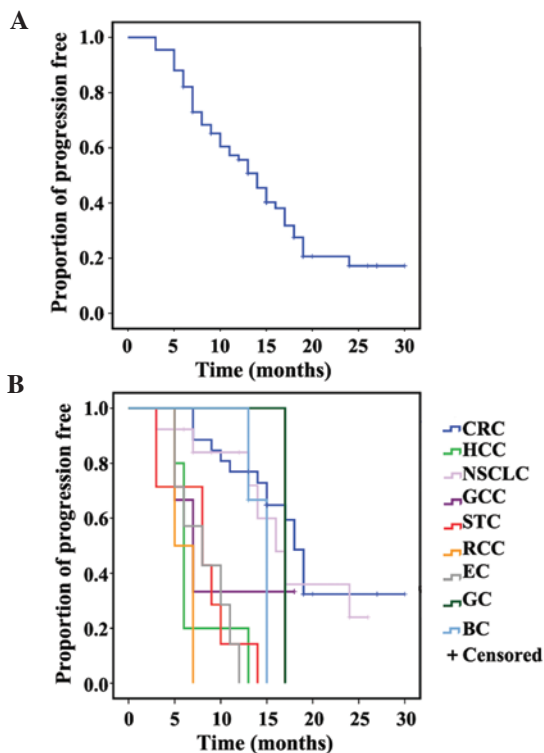 A
Proportion of progression free
1.0
0.8
0.6
0.4
0.2
0.0
0 5 10 15 20 25 30
Time (months)
B
Proportion of progression free
1.0
0.8
0.6
0.4
0.2
0.0
0 5 10 15 20 25 30
Time (months)
CRC
HCC
NSCLC
GCC
STC
RCC
EC
GC
BC
+ Censored